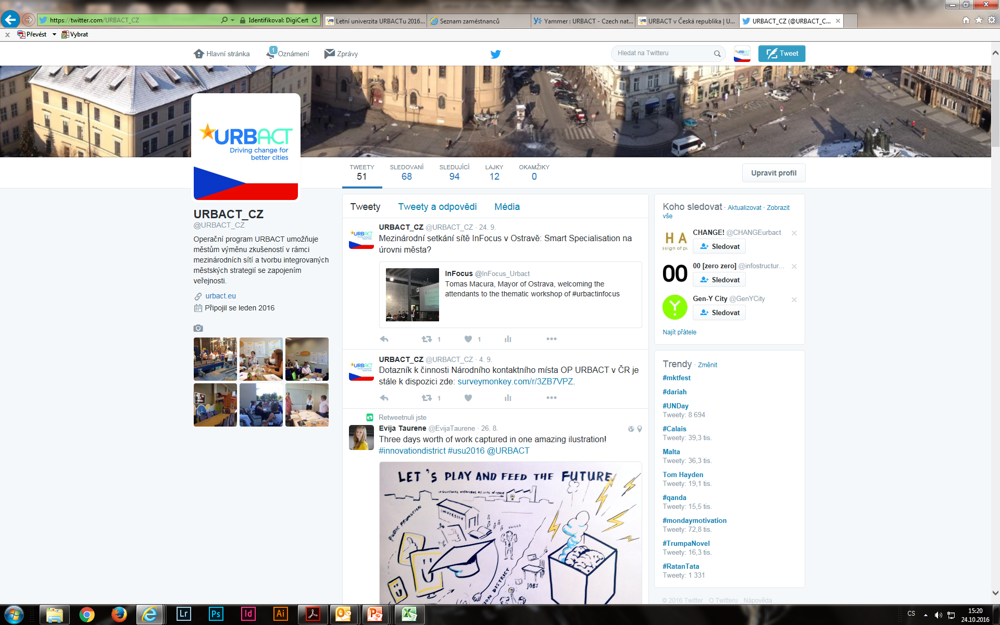 https://twitter.com/URBACT_CZ
Identifikoval: DigiCert
Letní univerzita URBACTu 2016...
Seznam zaměstnanců
Yammer : URBACT - Czech nat...
URBACT v Česká republika | U...
URBACT_CZ (@URBACT_C...
x Převést Vybrat
Hlavní stránka
1
Oznámení
Zprávy
Hledat na Twitteru
Tweet
URBACT
Driving change for
better cities
TWEETY
51
SLEDOVANÍ
68
SLEDUJÍCÍ
94
LAJKY
12
OKAMŽIKY
0
Upravit profil
URBACT_CZ
@URBACT_CZ
Operační program URBACT umožňuje
městům výměnu zkušeností v rámci
mezinárodních sítí a tvorbu integrovaných
městských strategií se zapojením
veřejnosti.
urbact.eu
Připojil se leden 2016
Tweety Tweety a odpovědi Média
URBACT_CZ @URBACT_CZ · 24. 9.
Mezinárodní setkání sítě InFocus v Ostravě: Smart Specialisation na
úrovni města?
InFocus @InFocus_Urbact
Tomas Macura, Mayor of Ostrava, welcoming the
attendants to the thematic workshop of #urbactinfocus
1 1
URBACT_CZ @URBACT_CZ · 4. 9.
Dotazník k činnosti Národního kontaktního místa OP URBACT v ČR je
stále k dispozici zde: surveymonkey.com/r/3ZB7VPZ.
1
Retweetnuli jste
Evija Taurene @EvijaTaurene · 26. 8.
Three days worth of work captured in one amazing ilustration!
#innovationdistrict #usu2016 @URBACT
LET'S PLAY AND FEED THE FUTURE
PUBLIC PROMOTION
UNIVERSITY
SKILLS
JOBS
DISTRICT
Koho sledovat · Aktualizovat · Zobrazit
vše
H A
CHANGE! @CHANGEurbact
Sledovat
00
00 [zero zero] @infostructur...
Sledovat
Gen-Y City @GenYCity
Sledovat
Najít přátele
Trendy · Změnit
#mktfest
#dariah
#UNDay
Tweety: 8 694
#Calais
Tweety: 39,3 tis.
Malta
Tweety: 36,3 tis.
Tom Hayden
Tweety: 19,1 tis.
#qanda
Tweety: 15,5 tis.
#mondaymotivation
Tweety: 72,8 tis.
#TrumpaNovel
Tweety: 16,3 tis.
#RatanTata
Tweety: 1 331
© 2016 Twitter O Twitteru Nápověda
Lr Ps Id Ai
CS
15:20
24.10.2016